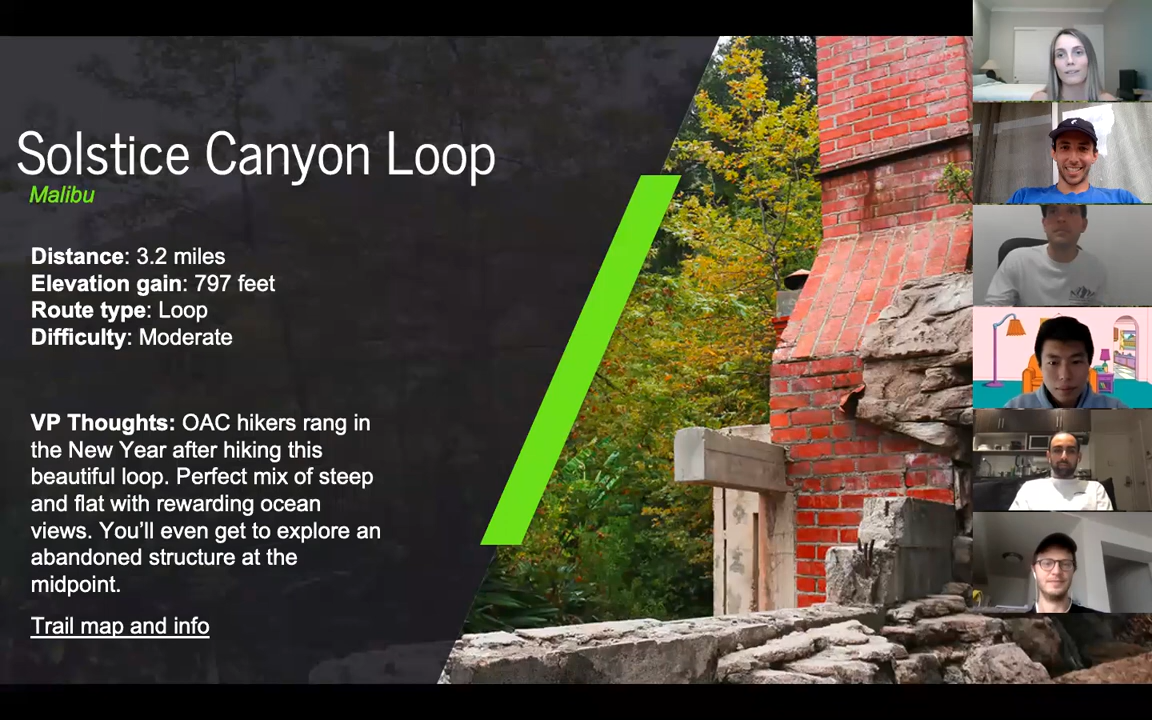 Solstice Canyon Loop
Malibu
Distance: 3.2 miles
Elevation gain: 797 feet
Route type: Loop
Difficulty: Moderate
VP Thoughts: OAC hikers rang in
the New Year after hiking this
beautiful loop. Perfect mix of steep
and flat with rewarding ocean
views. You’ll even get to explore an
abandoned structure at the
midpoint.
Trail map and info